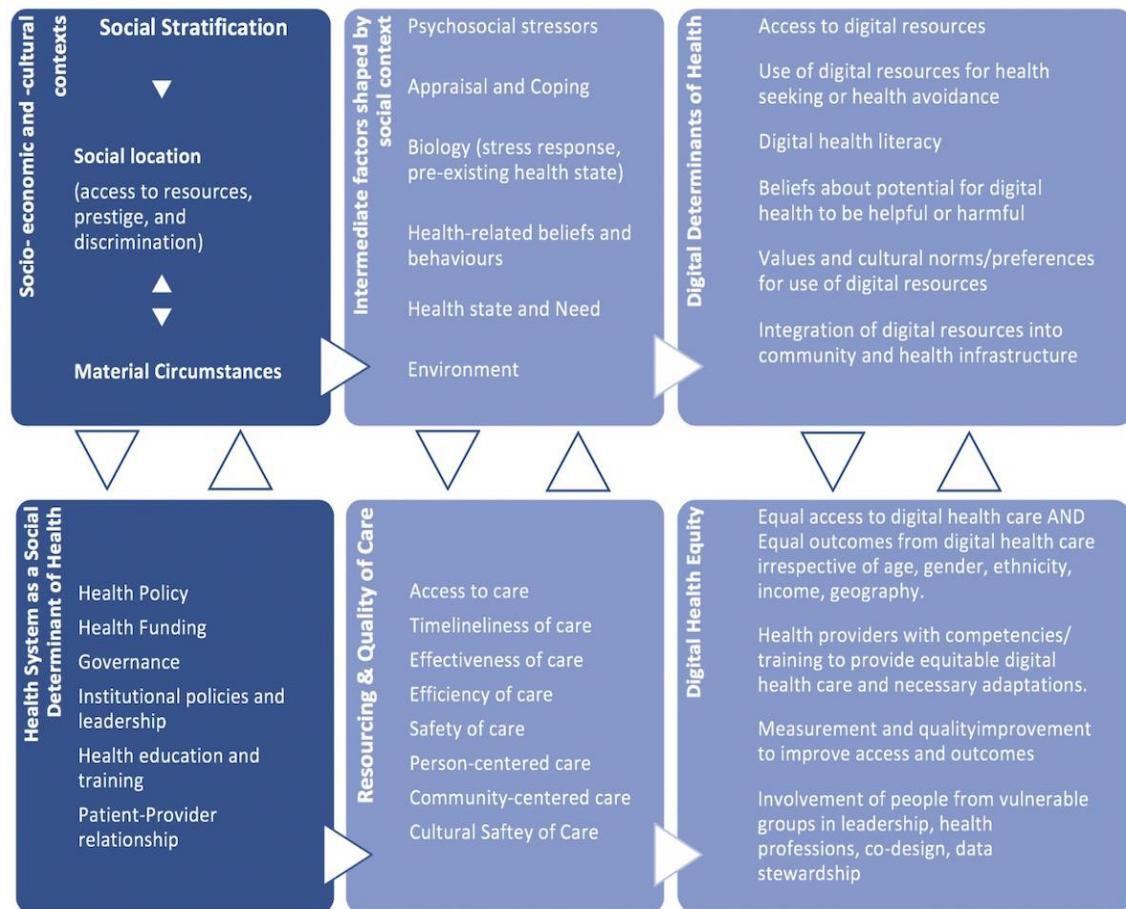 Socio- economic and -cultural
contexts
Social Stratification
Social location
(access to resources,
prestige, and
discrimination)
Material Circumstances
Intermediate factors shaped by
social context
Psychosocial stressors
Appraisal and Coping
Biology (stress response,
pre-existing health state)
Health-related beliefs and
behaviours
Health state and Need
Environment
Digital Determinants of Health
Access to digital resources
Use of digital resources for health
seeking or health avoidance
Digital health literacy
Beliefs about potential for digital
health to be helpful or harmful
Values and cultural norms/preferences
for use of digital resources
Integration of digital resources into
community and health infrastructure
Health System as a Social
Determinant of Health
Health Policy
Health Funding
Governance
Institutional policies and
leadership
Health education and
training
Patient-Provider
relationship
Resourcing & Quality of Care
Access to care
Timelineliness of care
Effectiveness of care
Efficiency of care
Safety of care
Person-centered care
Community-centered care
Cultural Saftey of Care
Digital Health Equity
Equal access to digital health care AND
Equal outcomes from digital health care
irrespective of age, gender, ethnicity,
income, geography.
Health providers with competencies/
training to provide equitable digital
health care and necessary adaptations.
Measurement and qualityimprovement
to improve access and outcomes
Involvement of people from vulnerable
groups in leadership, health
professions, co-design, data
stewardship